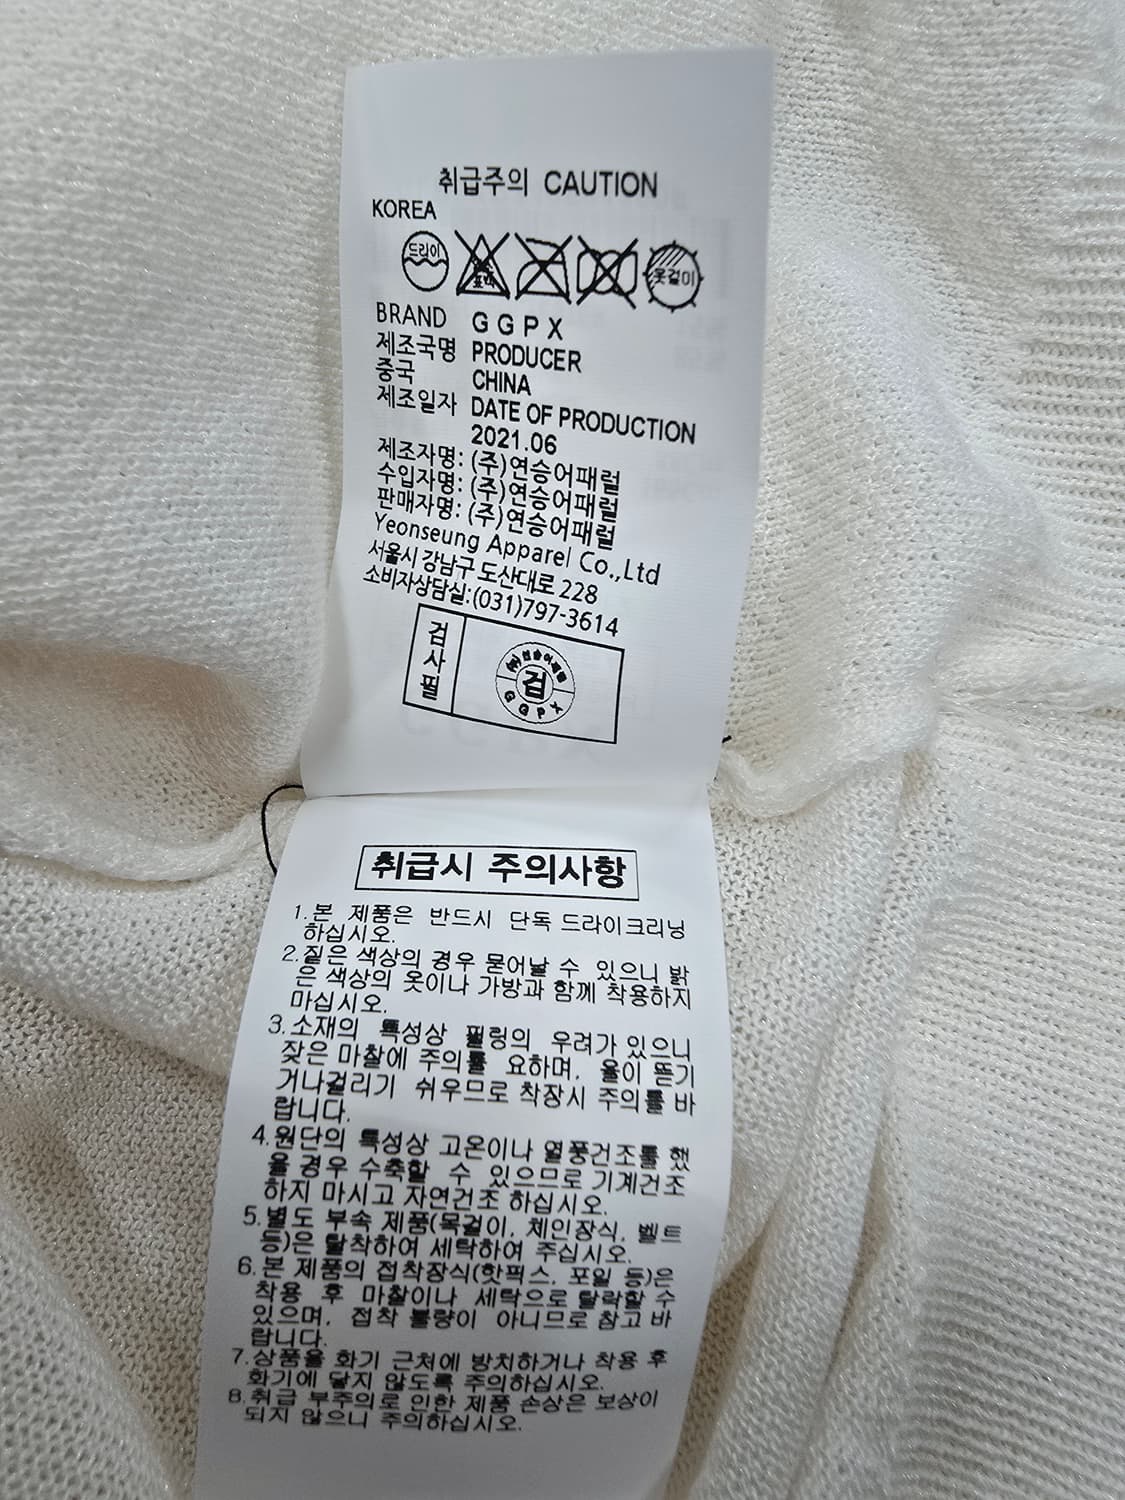 취급주의 CAUTION
KOREA
드라이 표백 옷걸이
BRAND GGPX
제조국명 PRODUCER
중국 CHINA
제조일자 DATE OF PRODUCTION
2021.06
제조자명: (주)연승어패럴
수입자명: (주)연승어패럴
판매자명: (주)연승어패럴
Yeonseung Apparel Co.,Ltd
서울시 강남구 도산대로 228
소비자상담실:(031)797-3614
검사필
(주)연승어패럴
검
GGPX
취급시 주의사항
1.본 제품은 반드시 단독 드라이크리닝
하십시오.
2.짙은 색상의 경우 묻어날 수 있으니 밝
은 색상의 옷이나 가방과 함께 착용하지
마십시오.
3.소재의 특성상 필링의 우려가 있으니
잦은 마찰에 주의를 요하며, 올이 뜯기
거나걸리기 쉬우므로 착장시 주의를 바
랍니다.
4.원단의 특성상 고온이나 열풍건조를 했
을 경우 수축할 수 있으므로 기계건조
하지 마시고 자연건조 하십시오.
5.별도 부속 제품(목걸이, 체인장식, 벨트
등)은 탈착하여 세탁하여 주십시오.
6.본 제품의 접착장식(핫픽스, 포일 등)은
착용 후 마찰이나 세탁으로 탈락할 수
있으며, 접착 불량이 아니므로 참고 바
랍니다.
7.상품을 화기 근처에 방치하거나 착용 후
화기에 닿지 않도록 주의하십시오.
8.취급 부주의로 인한 제품 손상은 보상이
되지 않으니 주의하십시오.